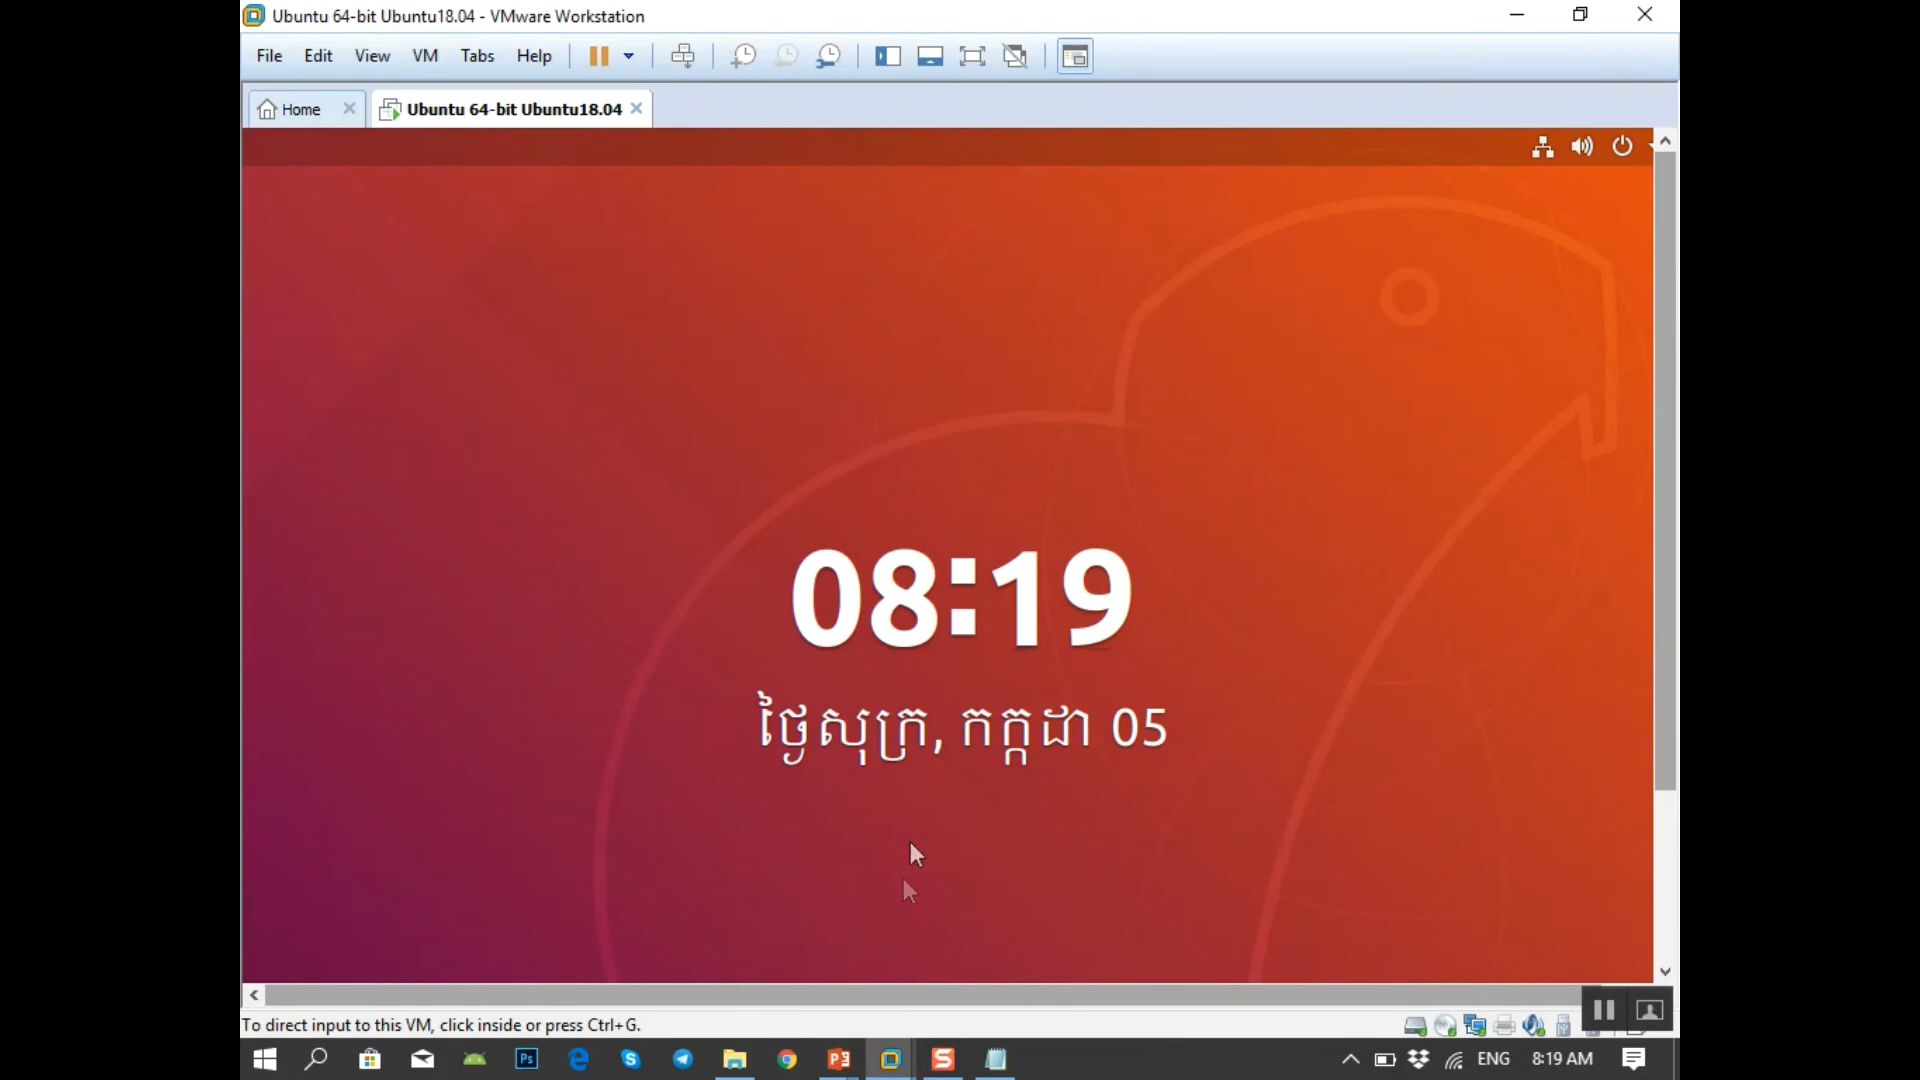 Ubuntu 64-bit Ubuntu18.04 - VMware Workstation
File Edit View VM Tabs Help
Home
Ubuntu 64-bit Ubuntu18.04
08:19
ថ្ងៃសុក្រ, កក្កដា 05
To direct input to this VM, click inside or press Ctrl+G.
ENG 8:19 AM